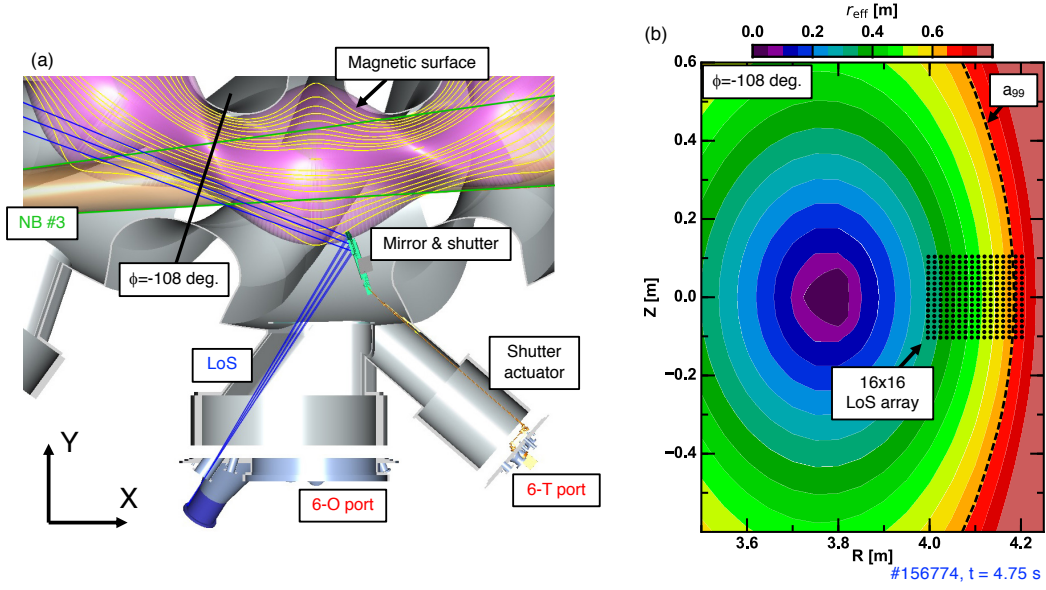 (a)
Magnetic surface
NB #3
Mirror & shutter
ϕ=-108 deg.
LoS
Shutter
actuator
Y
X
6-O port
6-T port
(b)
r_eff [m]
0.0 0.2 0.4 0.6
ϕ=-108 deg.
a₉₉
0.6
0.4
0.2
0.0
−0.2
−0.4
Z [m]
16x16
LoS array
3.6 3.8 4.0 4.2
R [m]
#156774, t = 4.75 s